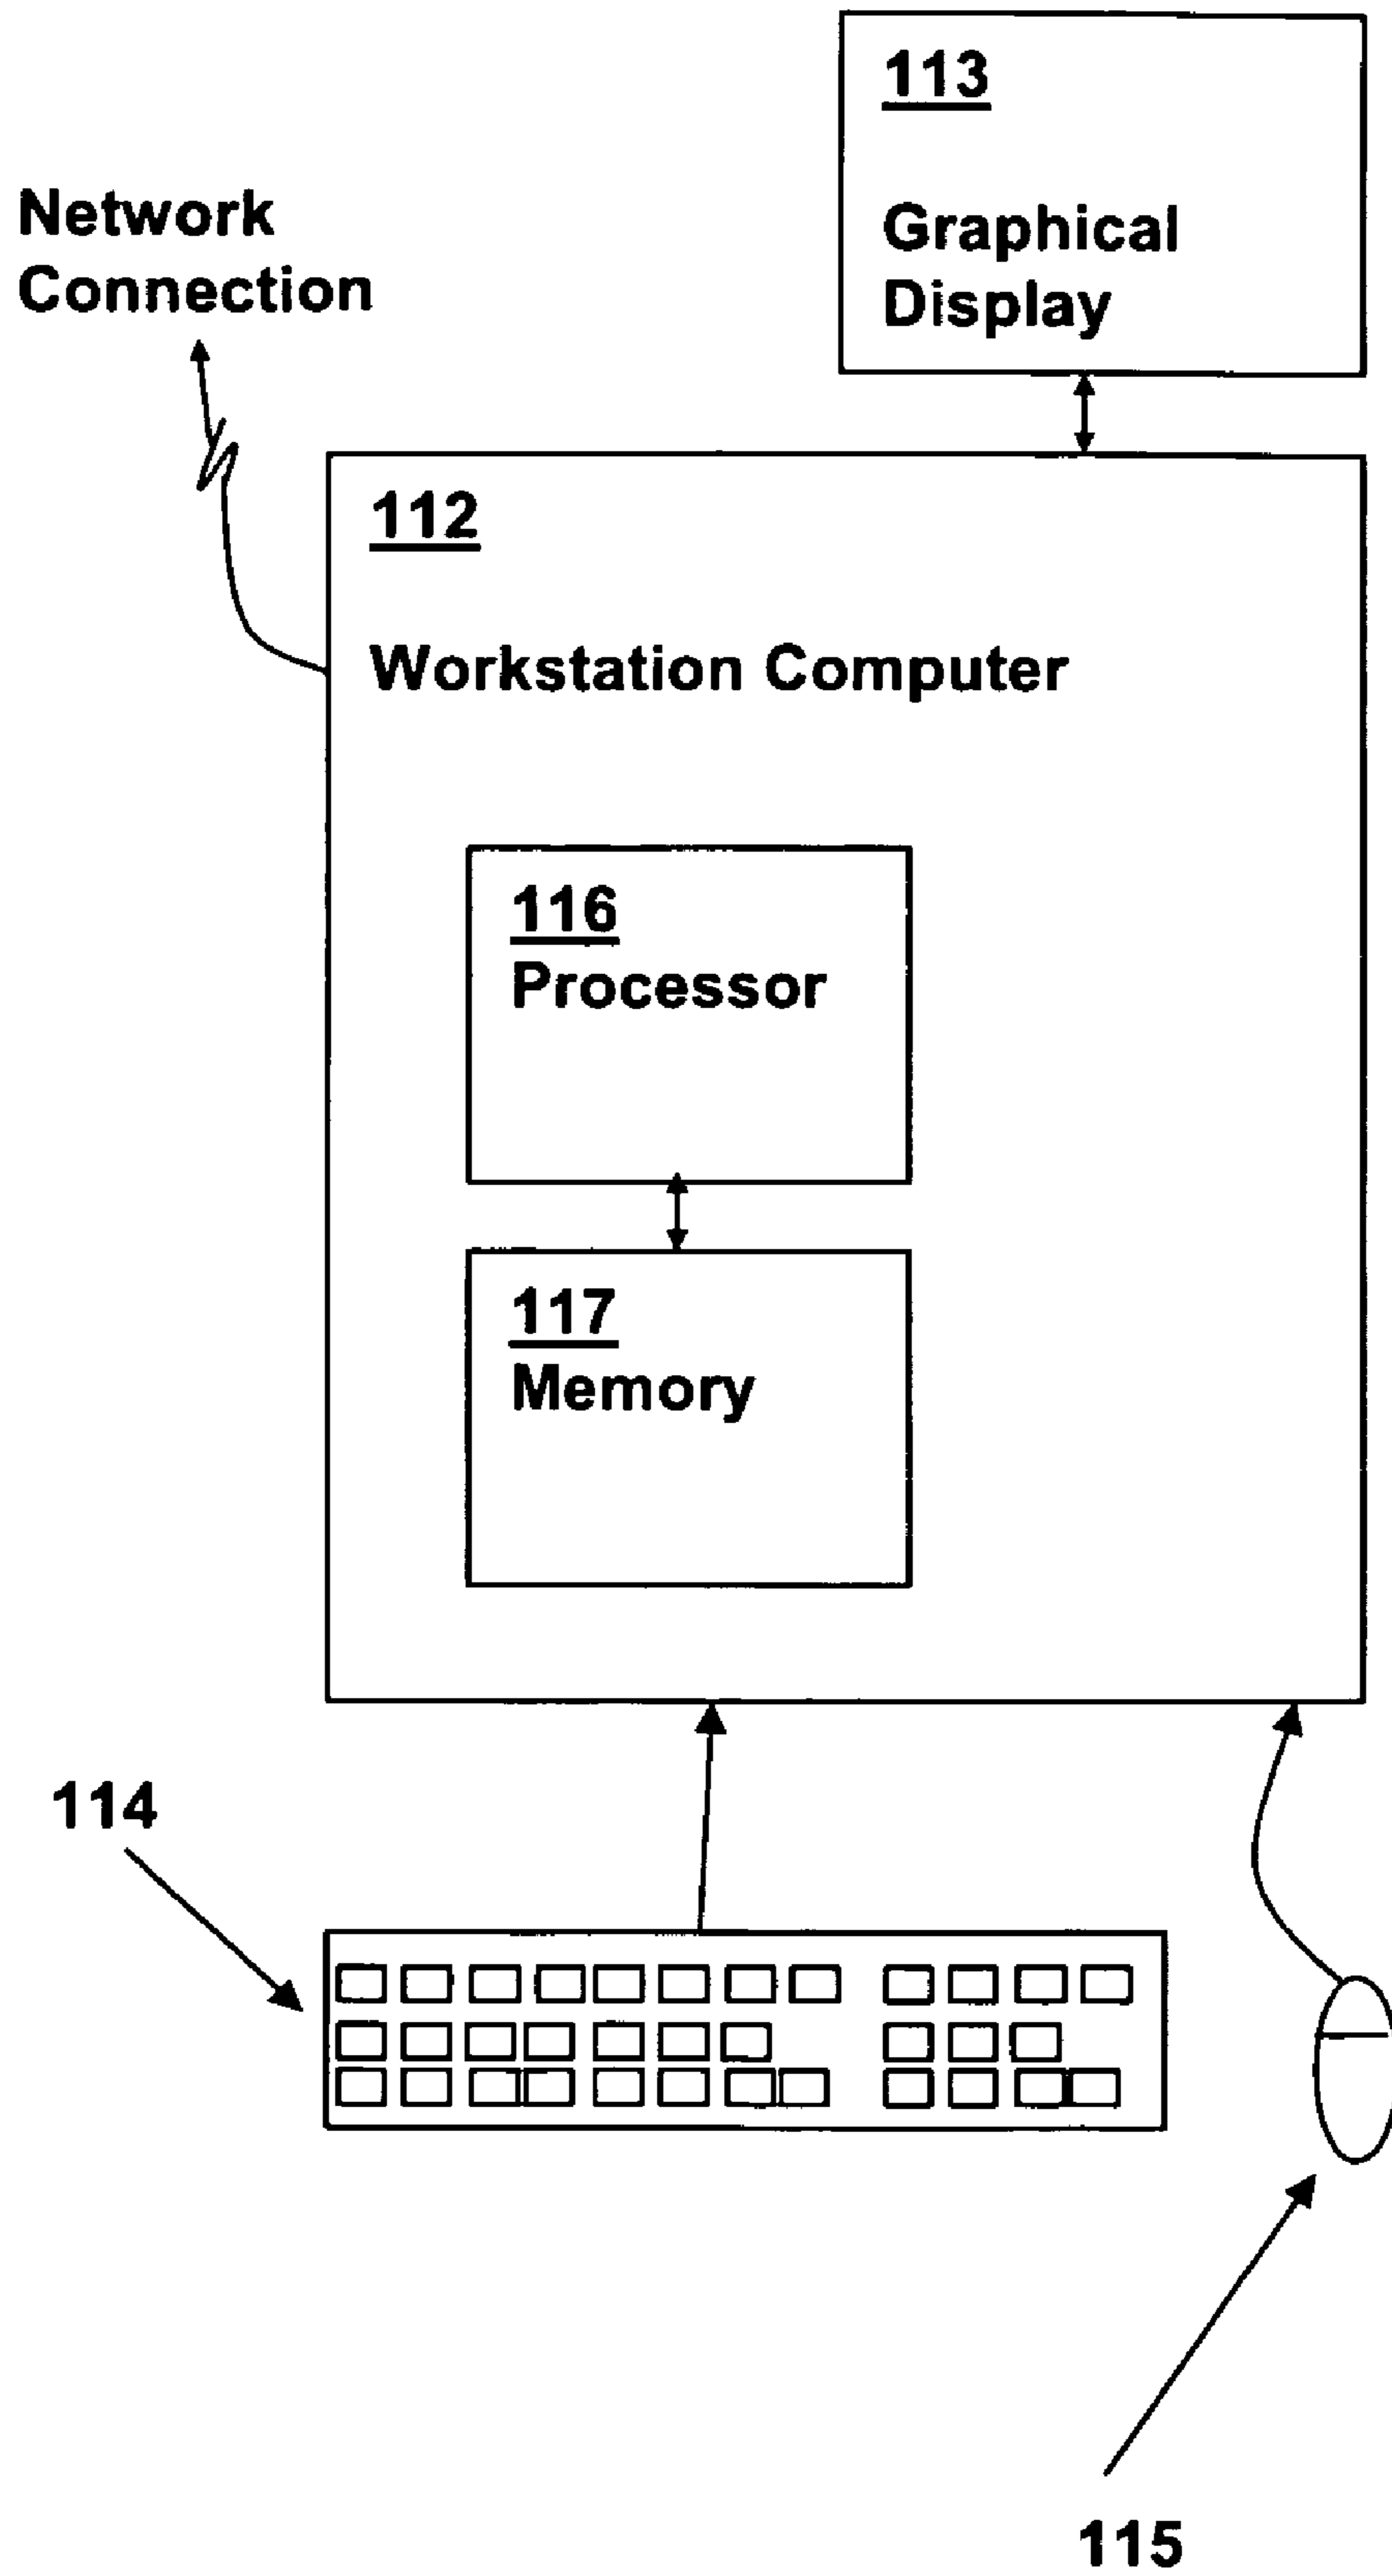 113
Graphical
Display
Network
Connection
112
Workstation Computer
116
Processor
117
Memory
114
115